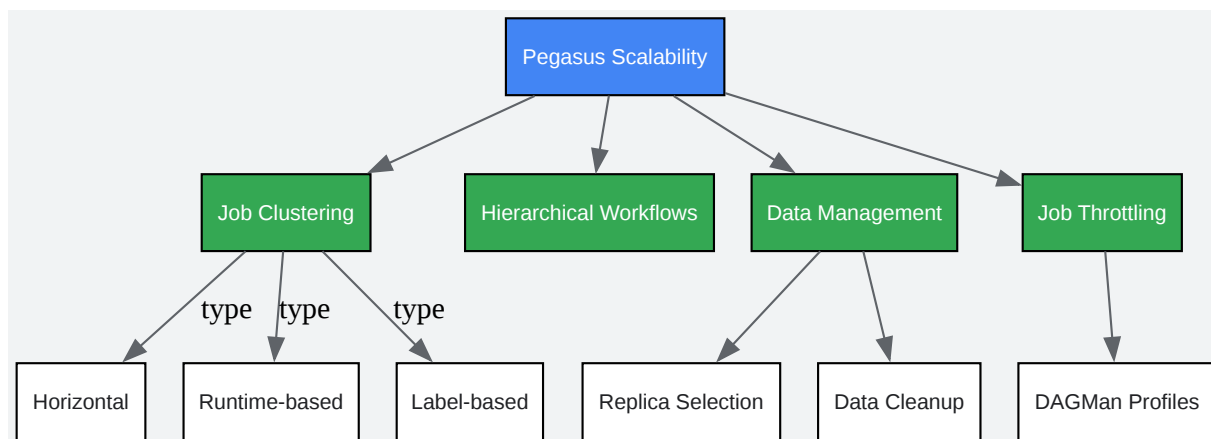 Pegasus Scalability
Job Clustering
Hierarchical Workflows
Data Management
Job Throttling
type
type
type
Horizontal
Runtime-based
Label-based
Replica Selection
Data Cleanup
DAGMan Profiles